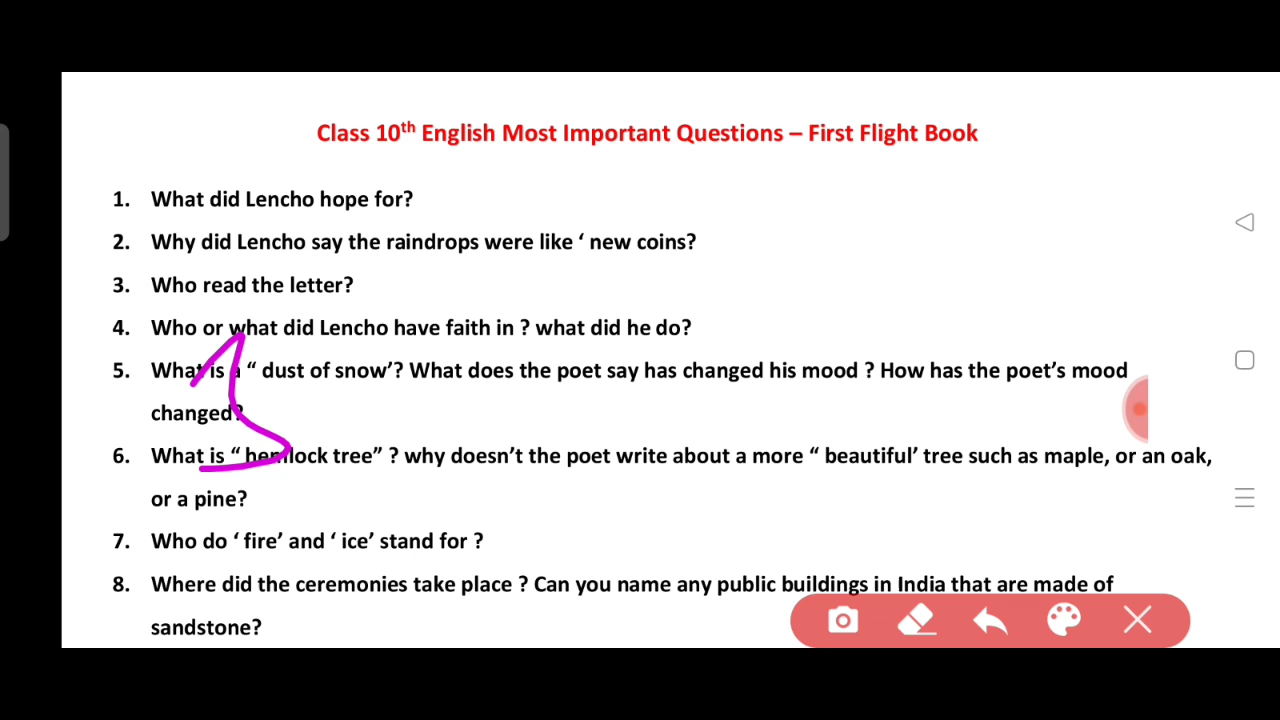 Class 10th English Most Important Questions – First Flight Book
1. What did Lencho hope for?
2. Why did Lencho say the raindrops were like ‘ new coins?
3. Who read the letter?
4. Who or what did Lencho have faith in ? what did he do?
5. What is a “ dust of snow’? What does the poet say has changed his mood ? How has the poet’s mood
changed?
6. What is “ hemlock tree” ? why doesn’t the poet write about a more “ beautiful’ tree such as maple, or an oak,
or a pine?
7. Who do ‘ fire’ and ‘ ice’ stand for ?
8. Where did the ceremonies take place ? Can you name any public buildings in India that are made of
sandstone?